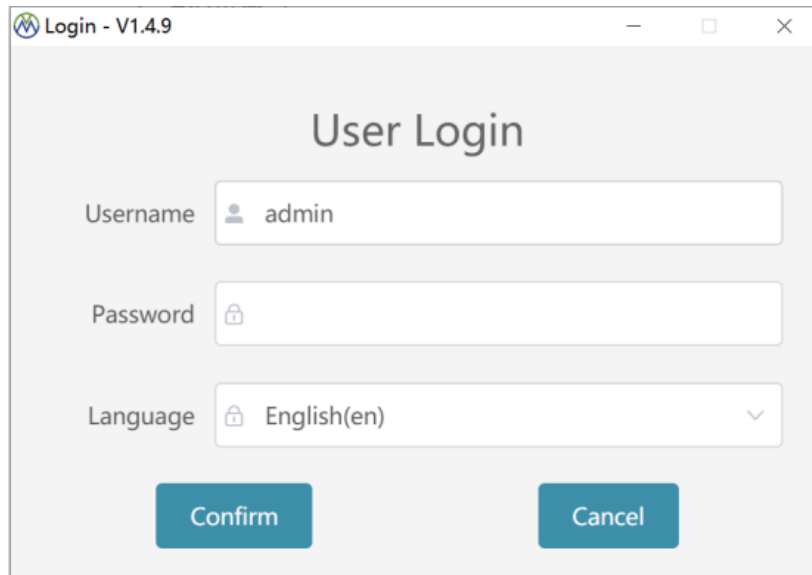 Login - V1.4.9
User Login
Username admin
Password
Language English(en)
Confirm Cancel